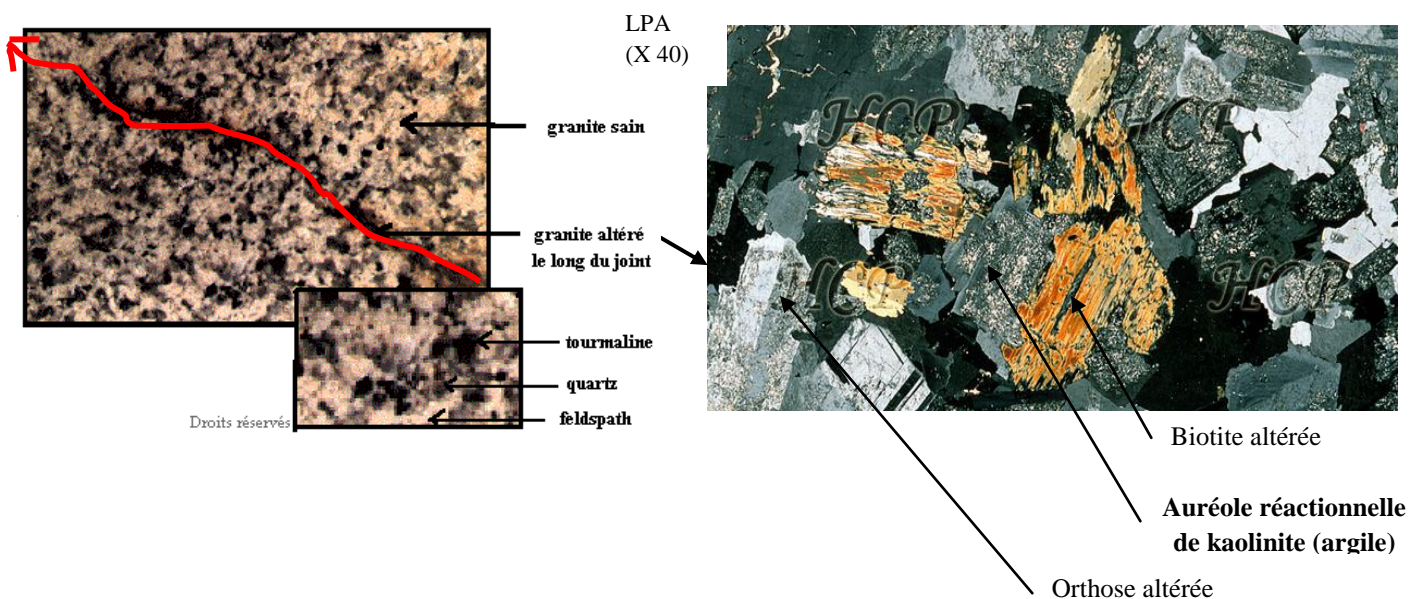 LPA
(X 40)
granite sain
granite altéré
le long du joint
tourmaline
quartz
feldspath
Droits réservés
HCP
HCP
HCP
HCP
Biotite altérée
Auréole réactionnelle
de kaolinite (argile)
Orthose altérée